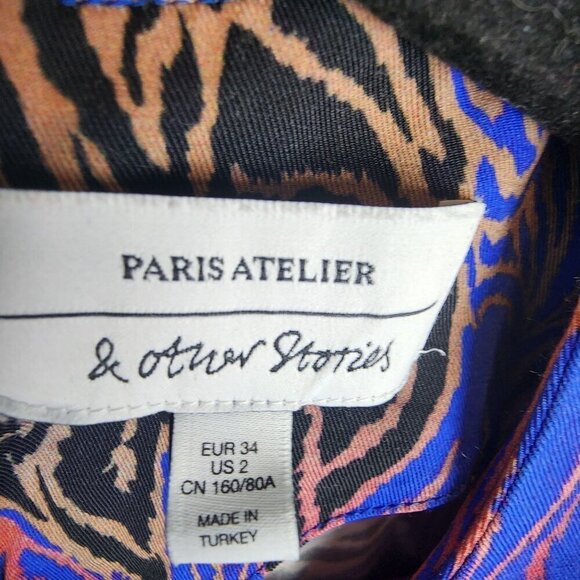 PARIS ATELIER
& other Stories
EUR 34
US 2
CN 160/80A
MADE IN
TURKEY